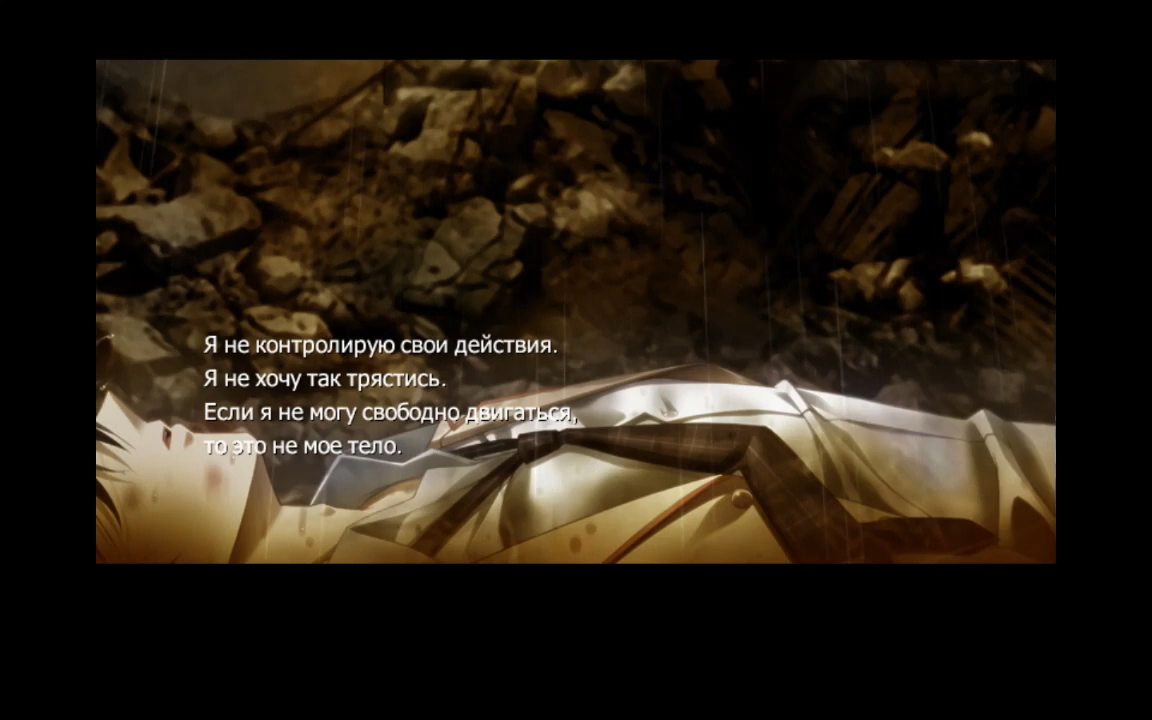 Я не контролирую свои действия.
Я не хочу так трястись.
Если я не могу свободно двигаться,
то это не мое тело.